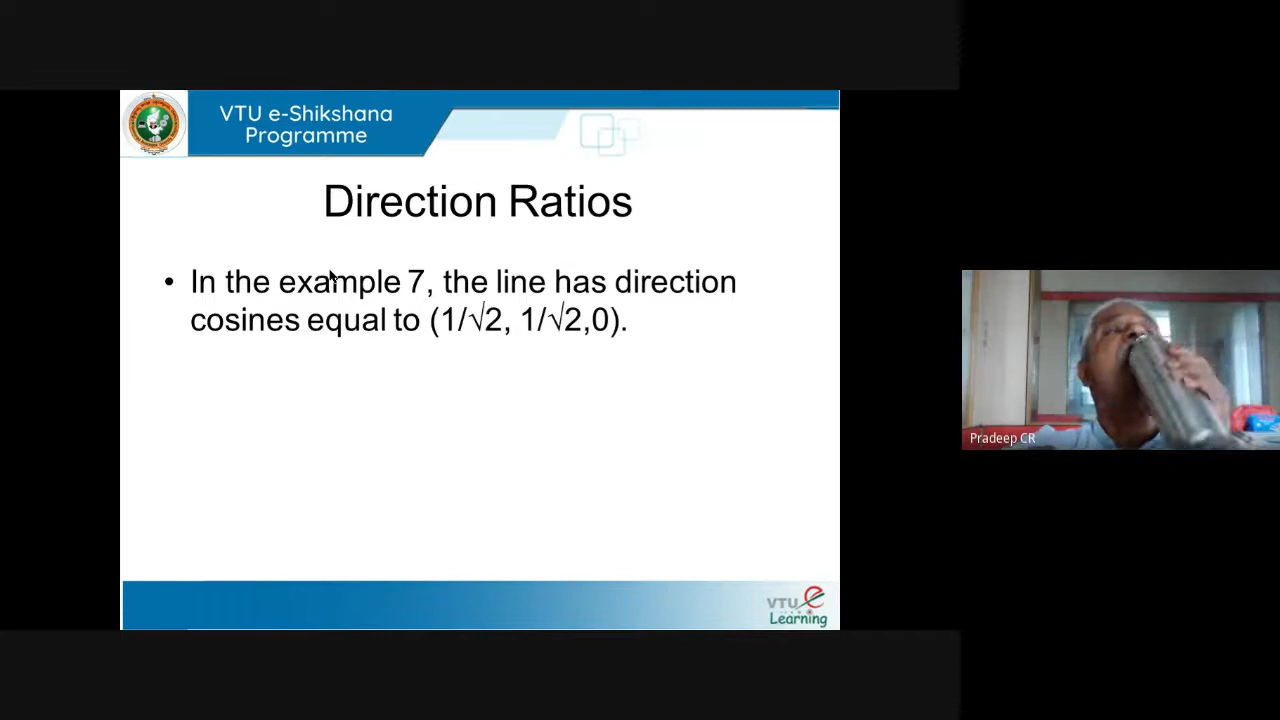 VTU e-Shikshana
Programme
Direction Ratios
• In the example 7, the line has direction
cosines equal to (1/√2, 1/√2,0).
Pradeep CR
VTU e
Learning